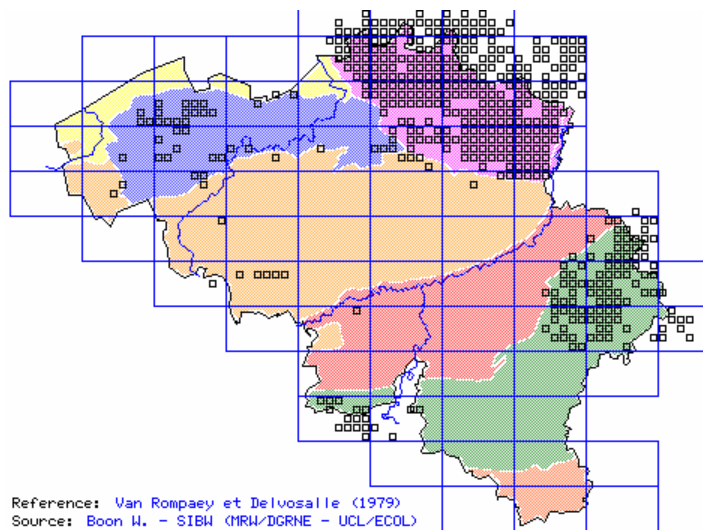 Reference: Van Rompaey et Delvosalle (1979)
Source: Boon W. - SIBW (MRW/DGRNE - UCL/ECOL)